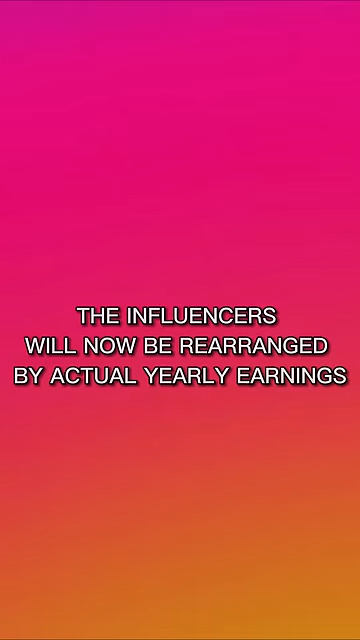 THE INFLUENCERS
WILL NOW BE REARRANGED
BY ACTUAL YEARLY EARNINGS